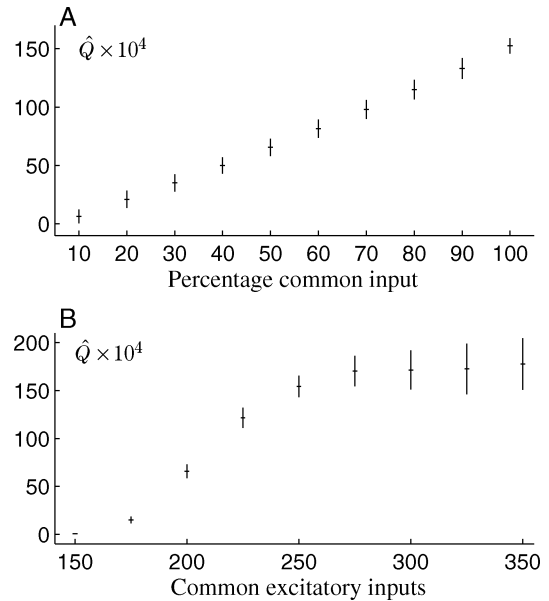 A
Q̂ × 10⁴
150
100
50
0
10 20 30 40 50 60 70 80 90 100
Percentage common input
B
Q̂ × 10⁴
200
150
100
50
0
150 200 250 300 350
Common excitatory inputs